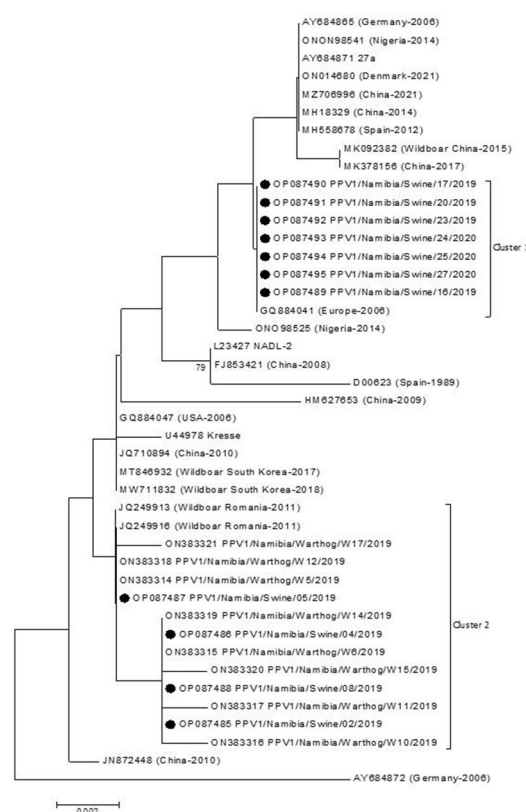 AY684865 (Germany-2006)
ONON98541 (Nigeria-2014)
AY684871 27a
ON014680 (Denmark-2021)
MZ706996 (China-2021)
MH18329 (China-2014)
MH558678 (Spain-2012)
MK092382 (Wildboar China-2015)
MK378156 (China-2017)
OP087490 PPV1/Namibia/Swine/17/2019
OP087491 PPV1/Namibia/Swine/20/2019
OP087492 PPV1/Namibia/Swine/23/2019
OP087493 PPV1/Namibia/Swine/24/2020
Cluster
OP087494 PPV1/Namibia/Swine/25/2020
OP087495 PPV1/Namibia/Swine/27/2020
OP087489 PPV1/Namibia/Swine/16/2019
GQ884041 (Europe-2006)
ONO98525 (Nigeria-2014)
L23427 NADL-2
79
FJ853421 (China-2008)
D00623 (Spain-1989)
HM627653 (China-2009)
GQ884047 (USA-2006)
U44978 Kresse
JQ710894 (China-2010)
MT846932 (Wildboar South Korea-2017)
MW711832 (Wildboar South Korea-2018)
JQ249913 (Wildboar Romania-2011)
JQ249916 (Wildboar Romania-2011)
ON383321 PPV1/Namibia/Warthog/W17/2019
ON383318 PPV1/Namibia/Warthog/W12/2019
ON383314 PPV1/Namibia/Warthog/W5/2019
OP087487 PPV1/Namibia/Swine/05/2019
ON383319 PPV1/Namibia/Warthog/W14/2019
Cluster 2
OP087486 PPV1/Namibia/Swine/04/2019
ON383315 PPV1/Namibia/Warthog/W6/2019
ON383320 PPV1/Namibia/Warthog/W15/2019
OP087488 PPV1/Namibia/Swine/08/2019
ON383317 PPV1/Namibia/Warthog/W11/2019
OP087485 PPV1/Namibia/Swine/02/2019
ON383316 PPV1/Namibia/Warthog/W10/2019
JN872448 (China-2010)
AY684872 (Germany-2006)
0.002